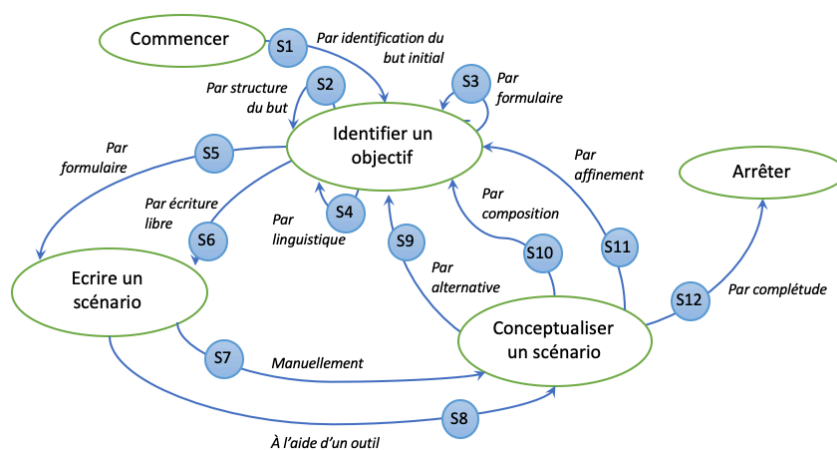 Commencer
S1
Par identification du
but initial
S2
Par structure
du but
S3
Par
formulaire
Identifier un
objectif
Par
formulaire
S5
Par
affinement
Arrêter
Par écriture
libre
S6
Par
linguistique
S4
S9
Par
composition
S10
S11
Par
alternative
Ecrire un
scénario
S12
Par complétude
Conceptualiser
un scénario
S7
Manuellement
S8
À l’aide d’un outil